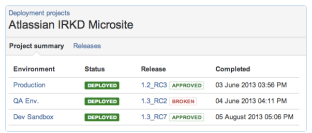 Deployment projects
Atlassian IRKD Microsite
Project summary Releases
Environment Status Release Completed
Production DEPLOYED 1.2_RC3 APPROVED 03 June 2013 03:56 PM
QA Env. DEPLOYED 1.3_RC2 BROKEN 04 June 2013 04:11 PM
Dev Sandbox DEPLOYED 1.3_RC7 APPROVED 05 August 2013 05:06 PM